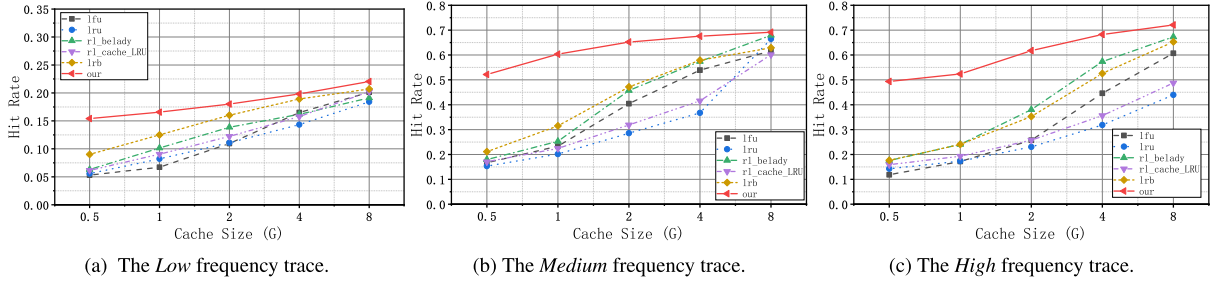 0.35
0.30
0.25
0.20
0.15
0.10
0.05
0.00
Hit Rate
lfu
lru
rl_belady
rl_cache_LRU
lrb
our
0.5 1 2 4 8
Cache Size (G)
(a) The Low frequency trace.
0.8
0.7
0.6
0.5
0.4
0.3
0.2
0.1
0.0
Hit Rate
lfu
lru
rl_belady
rl_cache_LRU
lrb
our
0.5 1 2 4 8
Cache Size (G)
(b) The Medium frequency trace.
0.8
0.7
0.6
0.5
0.4
0.3
0.2
0.1
0.0
Hit Rate
lfu
lru
rl_belady
rl_cache_LRU
lrb
our
0.5 1 2 4 8
Cache Size (G)
(c) The High frequency trace.